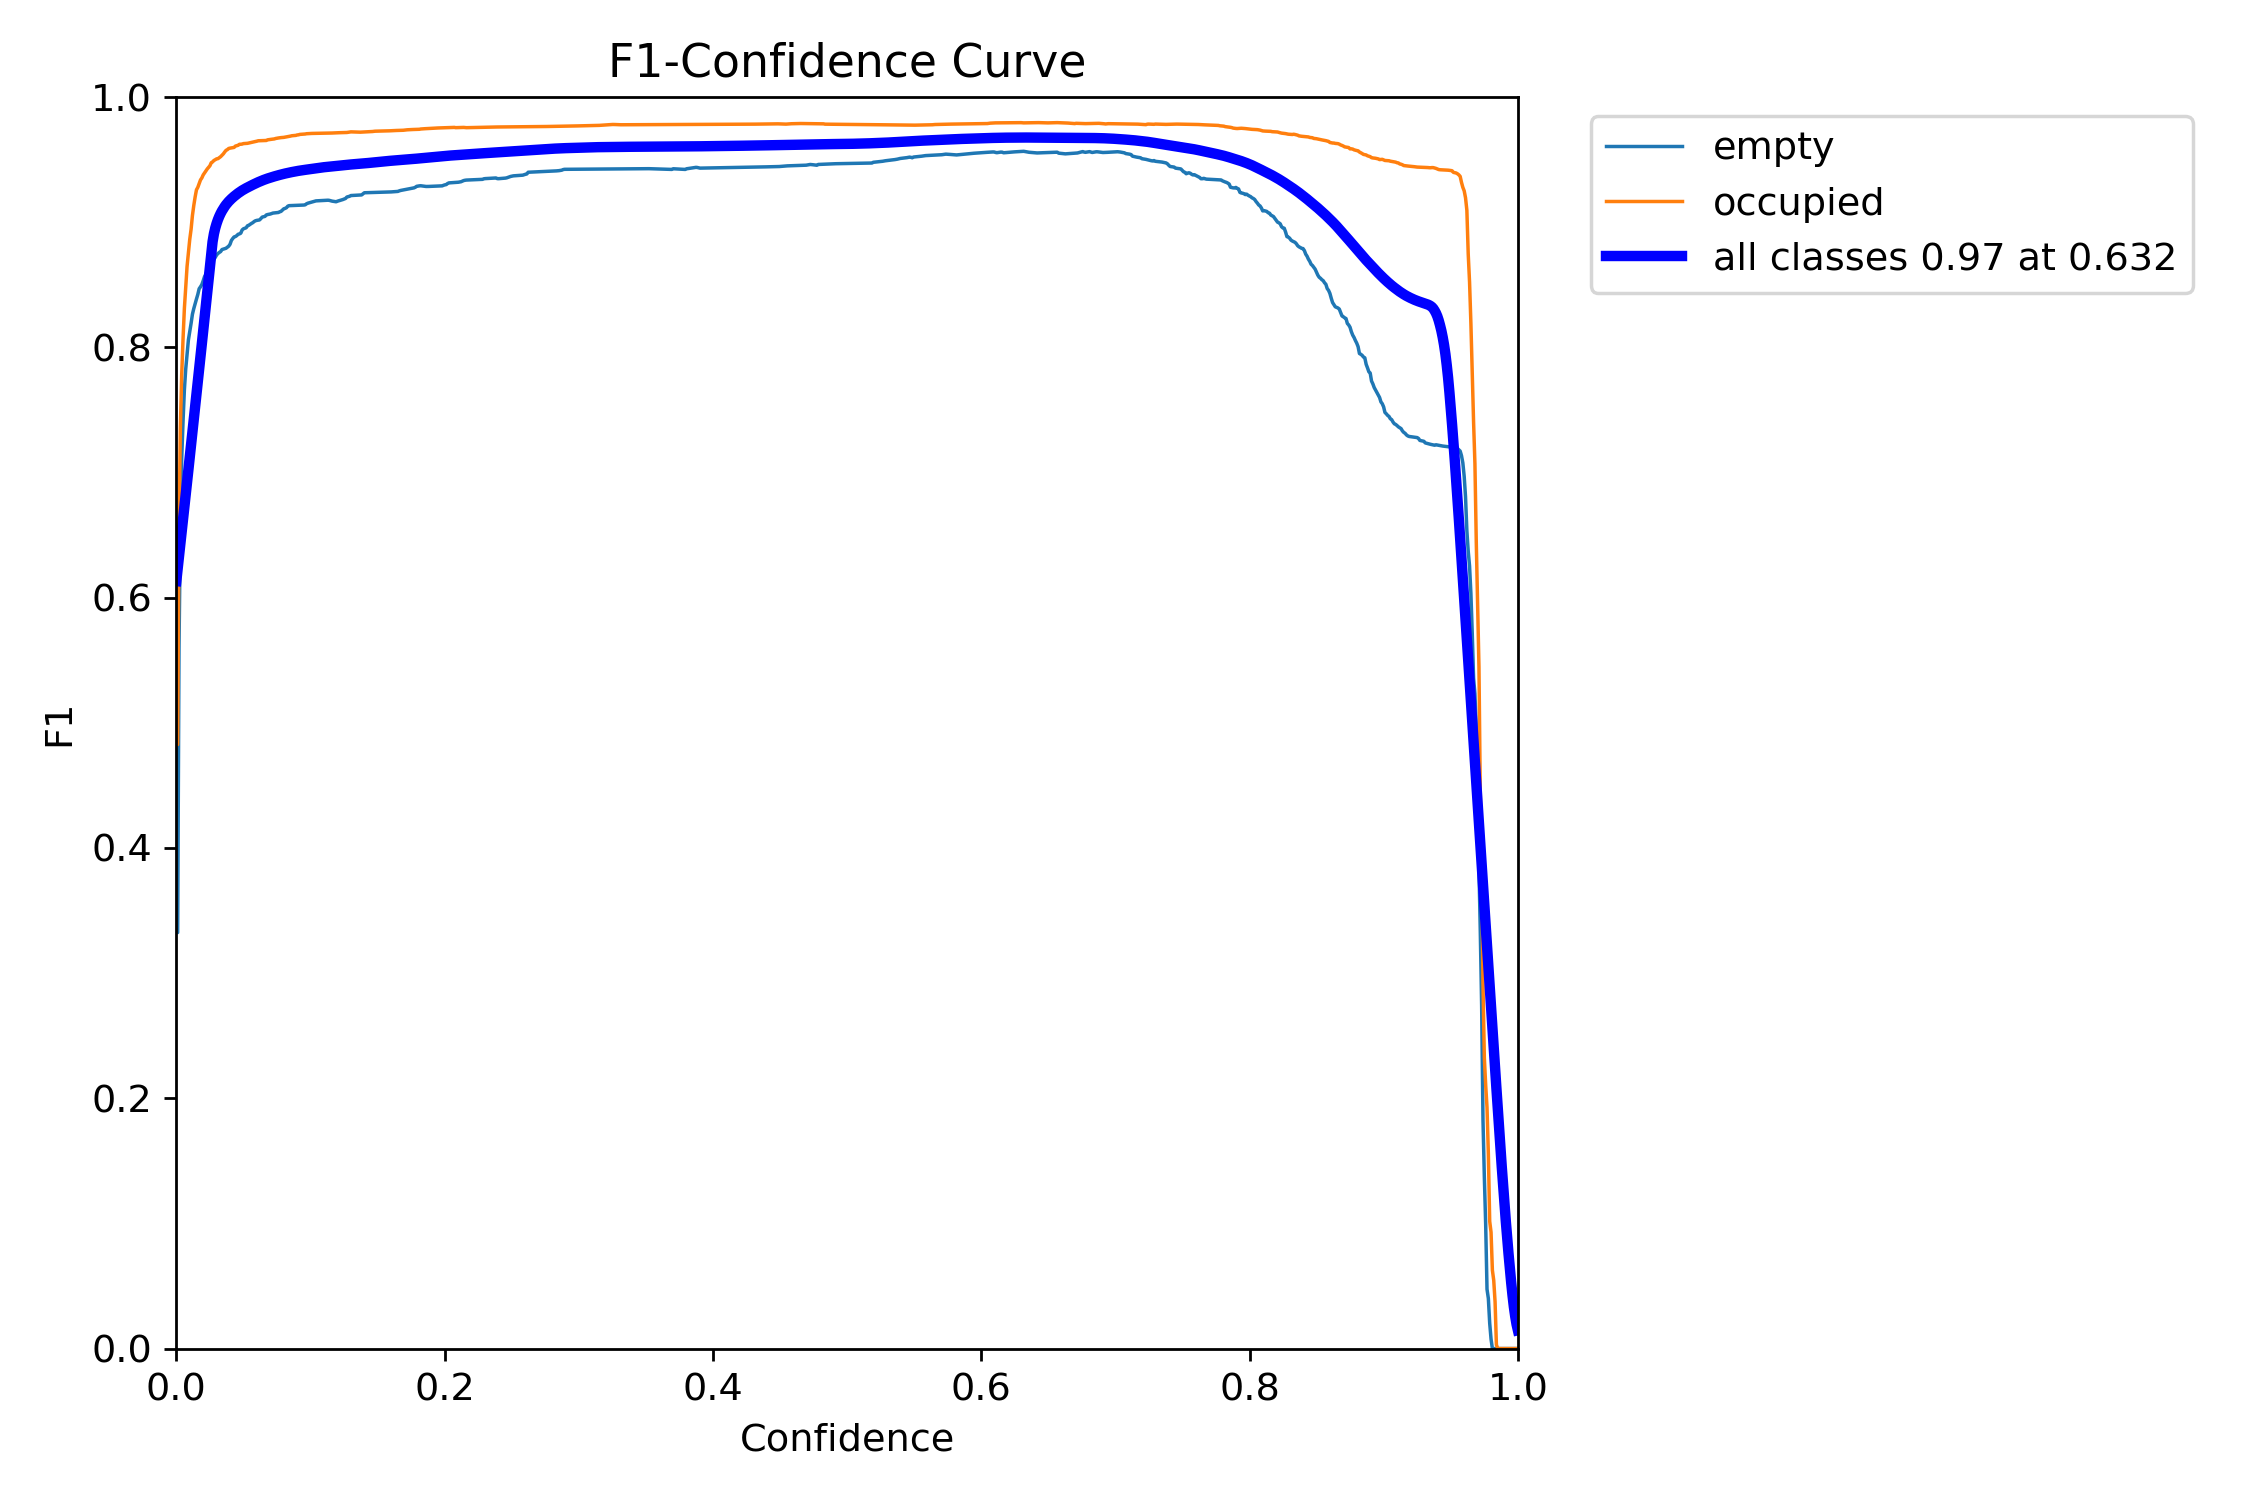 F1-Confidence Curve
1.0
0.8
0.6
0.4
0.2
0.0
F1
0.0 0.2 0.4 0.6 0.8 1.0
Confidence
empty
occupied
all classes 0.97 at 0.632